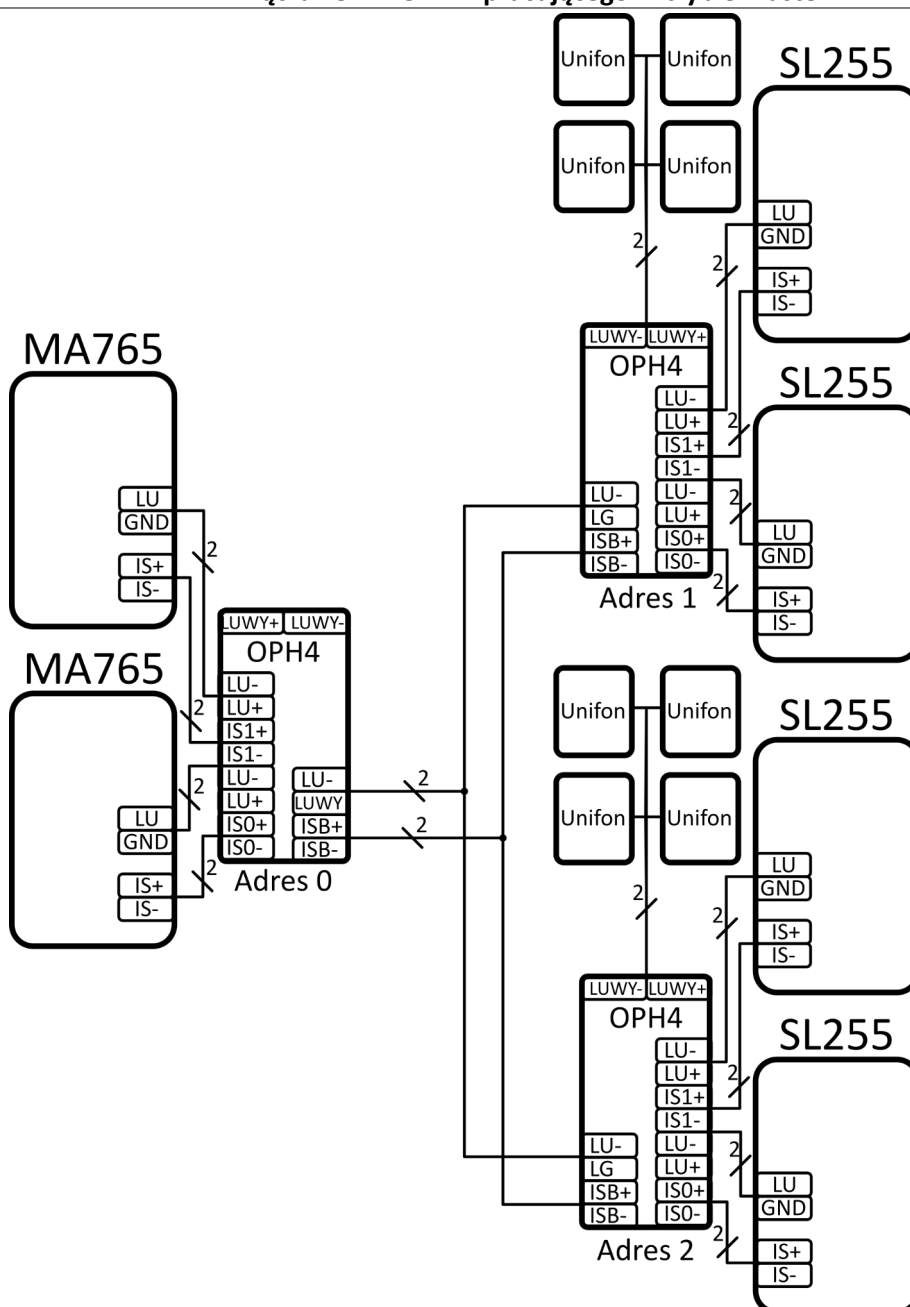 pracującego
Unifon Unifon
Unifon Unifon
2
SL255
LU
GND
IS+
IS-
2
2
LUWY- LUWY+
OPH4
LU-
LU+
IS1+
IS1-
LU-
LU+
IS0+
IS0-
LU-
LG
ISB+
ISB-
Adres 1
SL255
LU
GND
IS+
IS-
2
2
MA765
LU
GND
IS+
IS-
2
2
MA765
LU
GND
IS+
IS-
2
2
LUWY+ LUWY-
OPH4
LU-
LU+
IS1+
IS1-
LU-
LU+
IS0+
IS0-
LU-
LUWY
ISB+
ISB-
Adres 0
2
2
Unifon Unifon
Unifon Unifon
2
SL255
LU
GND
IS+
IS-
2
2
LUWY- LUWY+
OPH4
LU-
LU+
IS1+
IS1-
LU-
LU+
IS0+
IS0-
LU-
LG
ISB+
ISB-
Adres 2
SL255
LU
GND
IS+
IS-
2
2